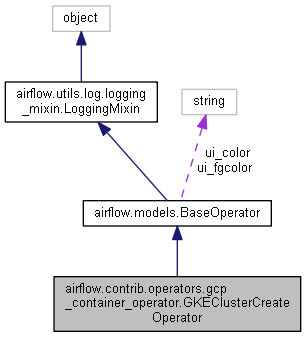 object
airflow.utils.log.logging
_mixin.LoggingMixin
string
ui_color
ui_fgcolor
airflow.models.BaseOperator
airflow.contrib.operators.gcp
_container_operator.GKEClusterCreate
Operator